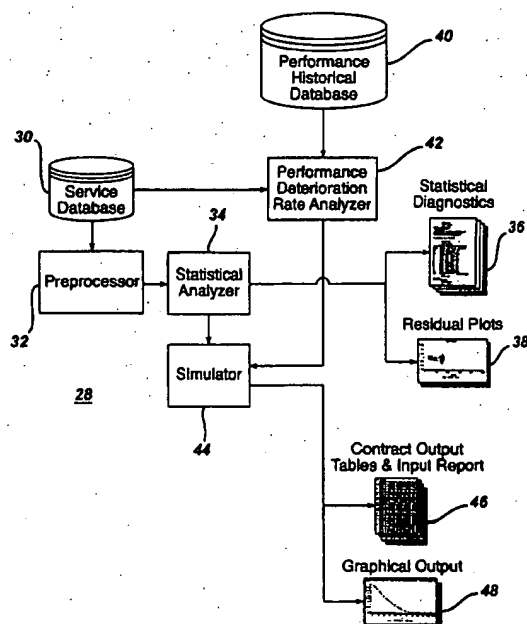 40
Performance
Historical
Database
42
30
Service
Database
Performance
Deterioration
Rate Analyzer
Statistical
Diagnostics
36
34
Preprocessor
Statistical
Analyzer
32
Residual Plots
38
28
Simulator
44
Contract Output
Tables & Input Report
46
Graphical Output
48